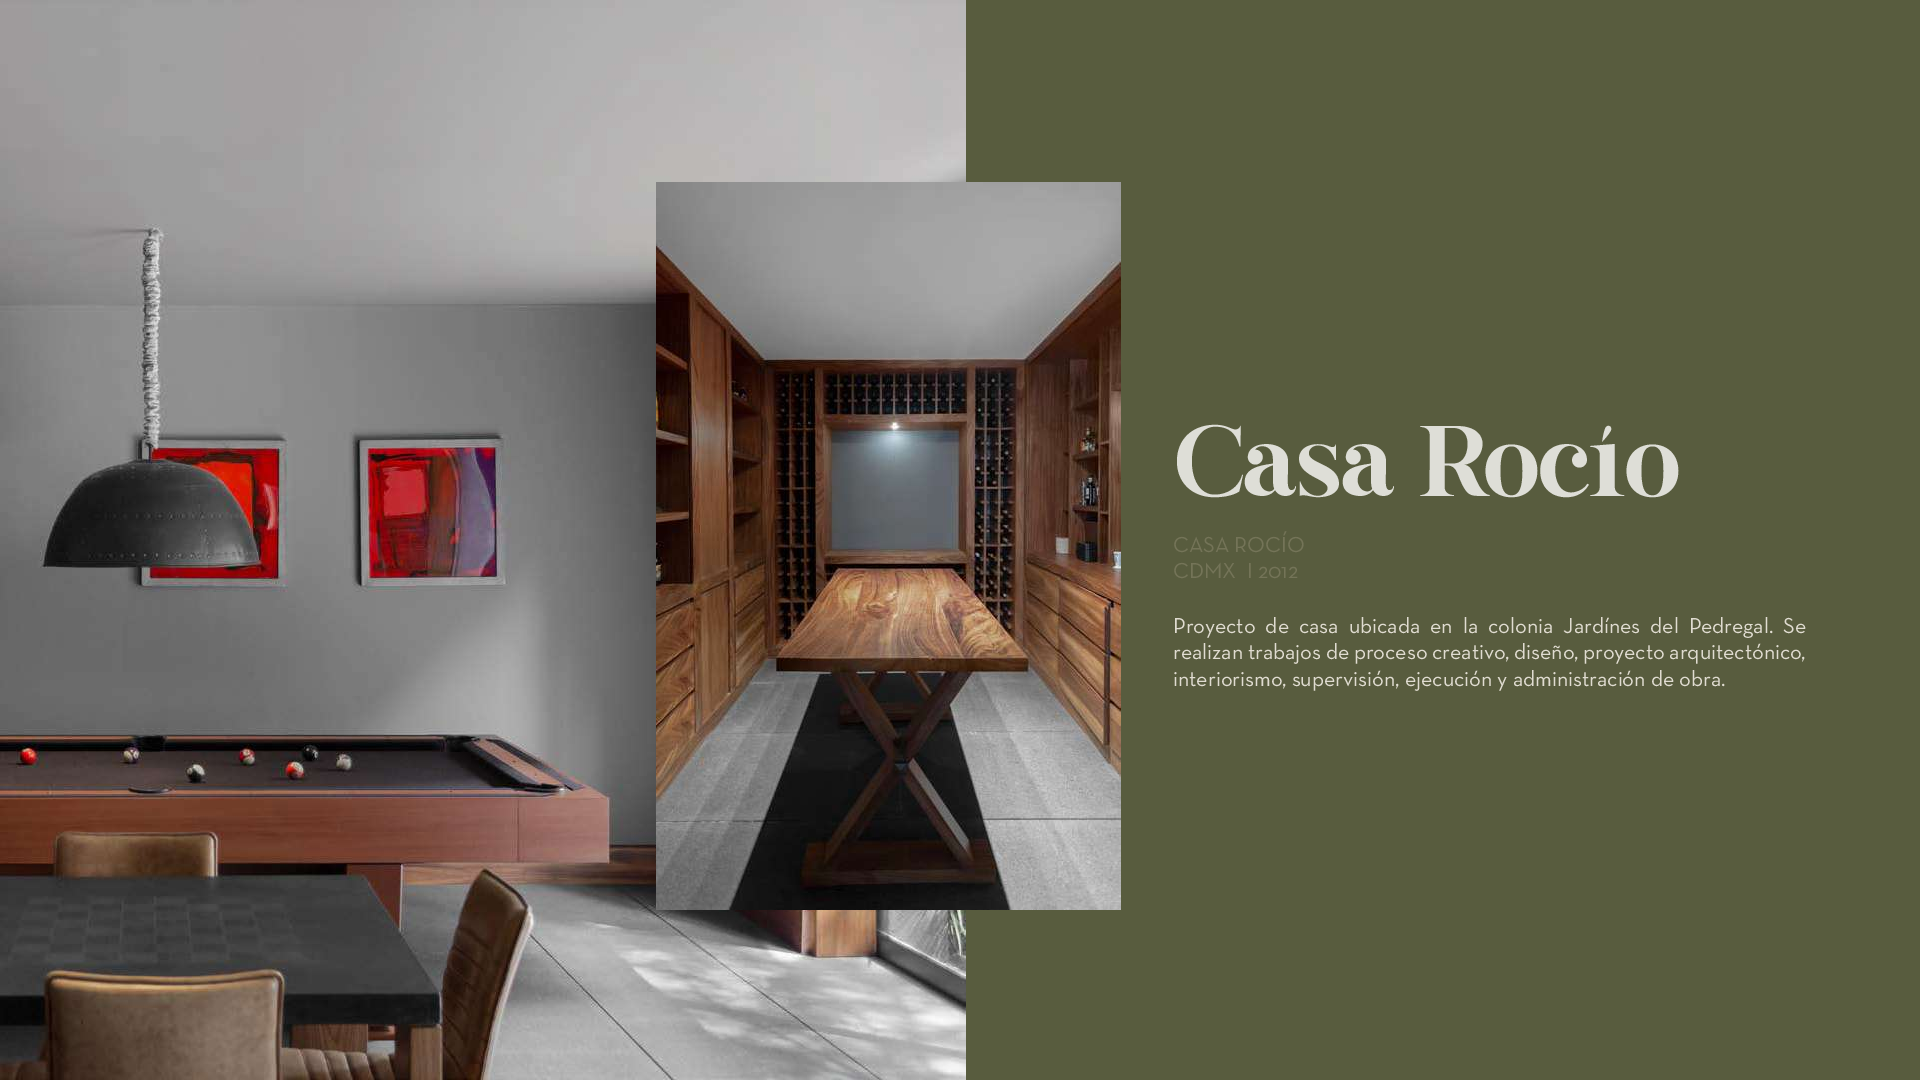 Casa Rocío
CASA ROCÍO
CDMX | 2012
Proyecto de casa ubicada en la colonia Jardínes del Pedregal. Se
realizan trabajos de proceso creativo, diseño, proyecto arquitectónico,
interiorismo, supervisión, ejecución y administración de obra.